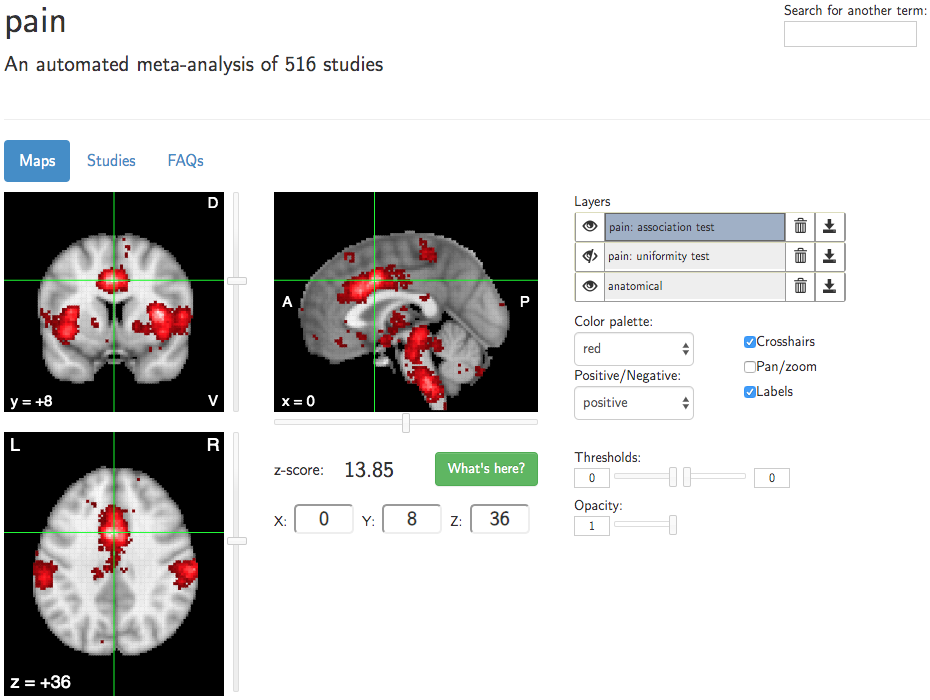 pain
Search for another term:
An automated meta-analysis of 516 studies
Maps Studies FAQs
D
y = +8 V
A P
x = 0
L R
z = +36
z-score: 13.85 What's here?
X: 0 Y: 8 Z: 36
Layers
pain: association test
pain: uniformity test
anatomical
Color palette:
red
Positive/Negative:
positive
Crosshairs
Pan/zoom
Labels
Thresholds:
0 0
Opacity:
1